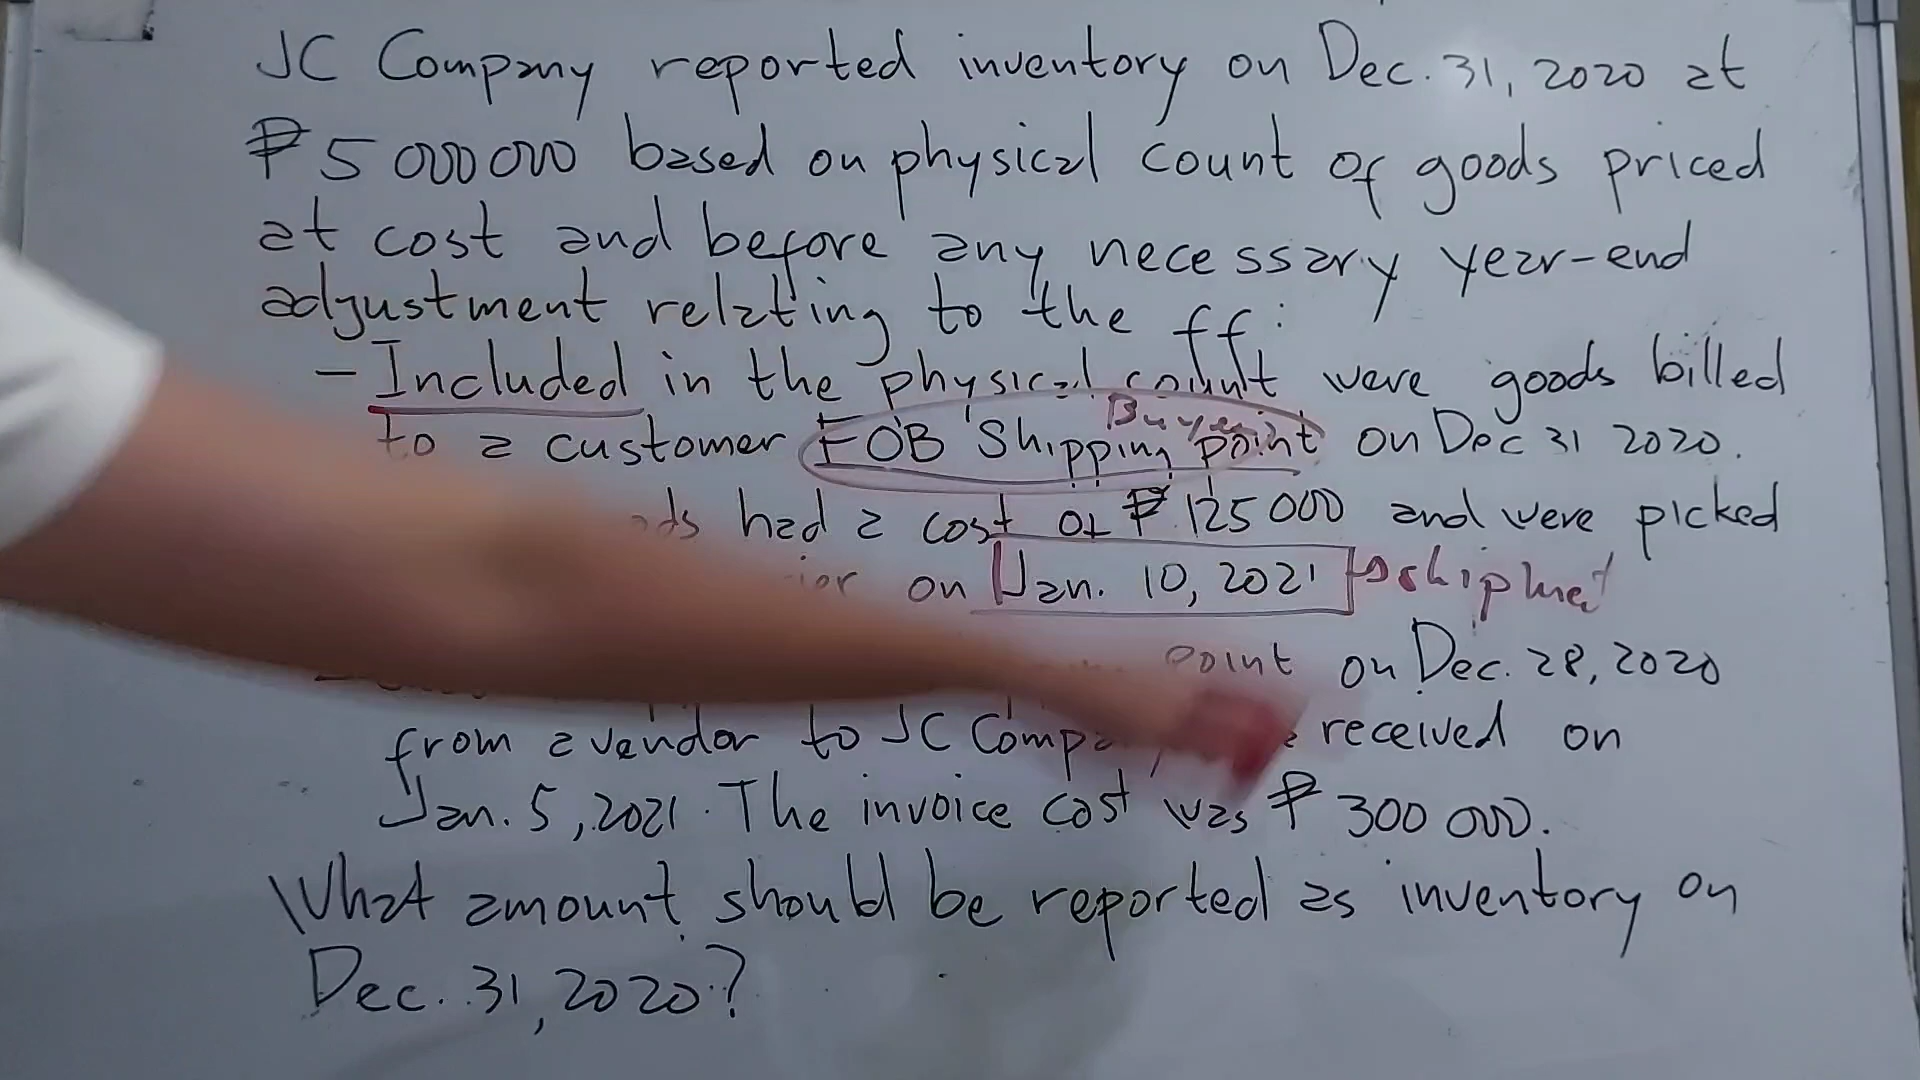 JC Company reported inventory on Dec. 31, 2020 at
₱5 000 000 based on physical count of goods priced
at cost and before any necessary year-end
adjustment relating to the ff:
- Included in the physical count were goods billed
Buyer
to a customer FOB Shipping point on Dec 31 2020.
had a cost of ₱125 000 and were picked
on Jan. 10, 2021 → shipment
point on Dec. 28, 2020
from a vendor to JC received on
Jan. 5, 2021. The invoice cost was ₱300 000.
What amount should be reported as inventory on
Dec. 31, 2020?